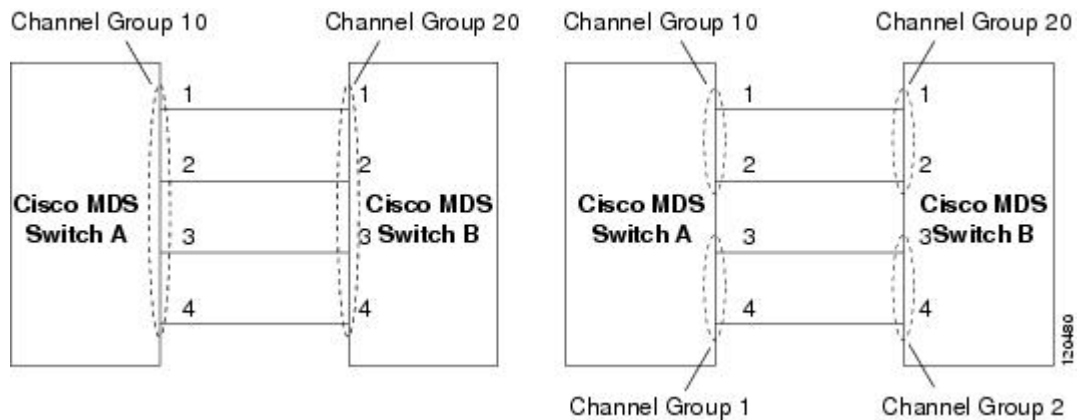 Channel Group 10
Channel Group 20
1
1
2
2
Cisco MDS
Switch A
Cisco MDS
Switch B
3
3
4
4
Channel Group 10
Channel Group 20
1
1
2
2
Cisco MDS
Switch A
Cisco MDS
Switch B
3
3
4
4
Channel Group 1
Channel Group 2
120480